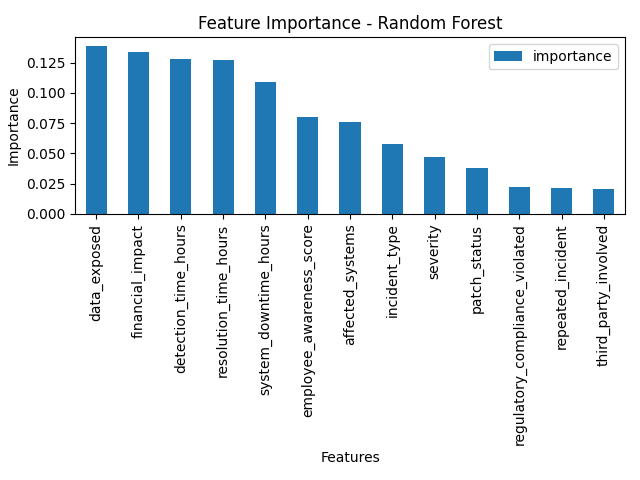 Feature Importance - Random Forest
importance
Importance
0.125
0.100
0.075
0.050
0.025
0.000
data_exposed
financial_impact
detection_time_hours
resolution_time_hours
system_downtime_hours
employee_awareness_score
affected_systems
incident_type
severity
patch_status
regulatory_compliance_violated
repeated_incident
third_party_involved
Features